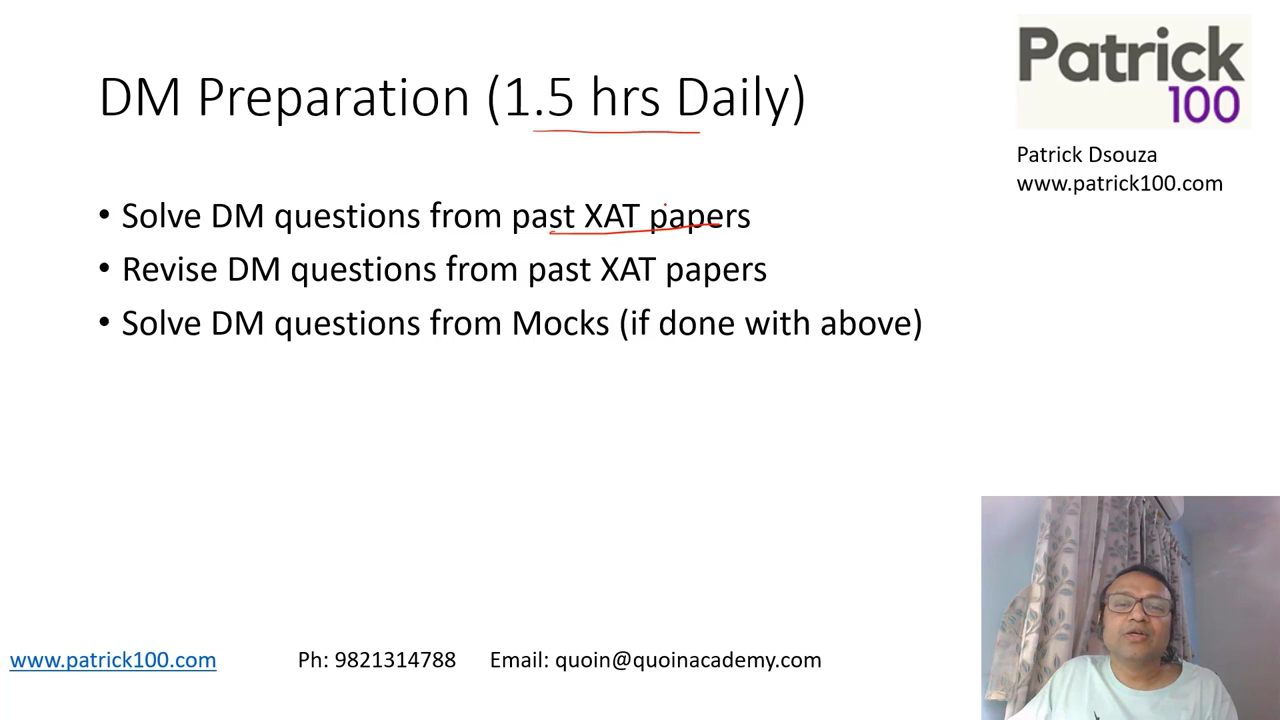 DM Preparation (1.5 hrs Daily)
Patrick
100
Patrick Dsouza
www.patrick100.com
• Solve DM questions from past XAT papers
• Revise DM questions from past XAT papers
• Solve DM questions from Mocks (if done with above)
www.patrick100.com Ph: 9821314788 Email: quoin@quoinacademy.com